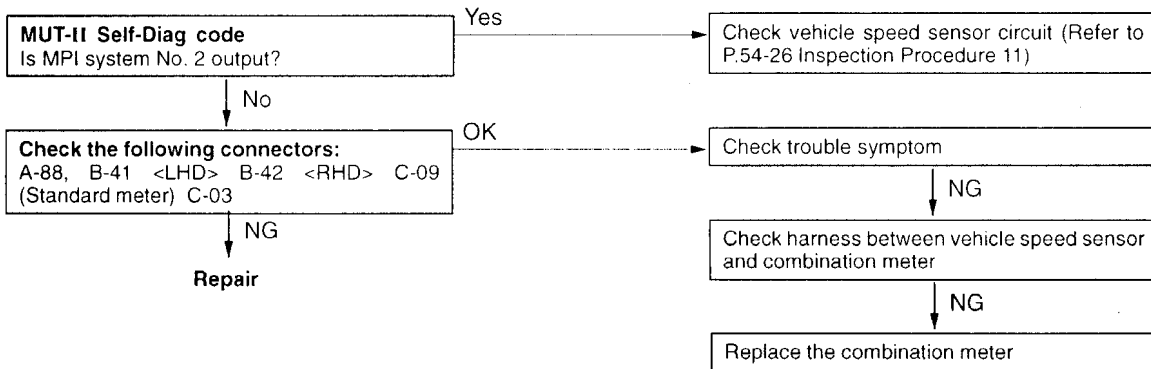 MUT-II Self-Diag code
Is MPI system No. 2 output?
Yes
Check vehicle speed sensor circuit (Refer to
P.54-26 Inspection Procedure 11)
No
Check the following connectors:
A-88, B-41 <LHD> B-42 <RHD> C-09
(Standard meter) C-03
OK
Check trouble symptom
NG
Repair
NG
Check harness between vehicle speed sensor
and combination meter
NG
Replace the combination meter